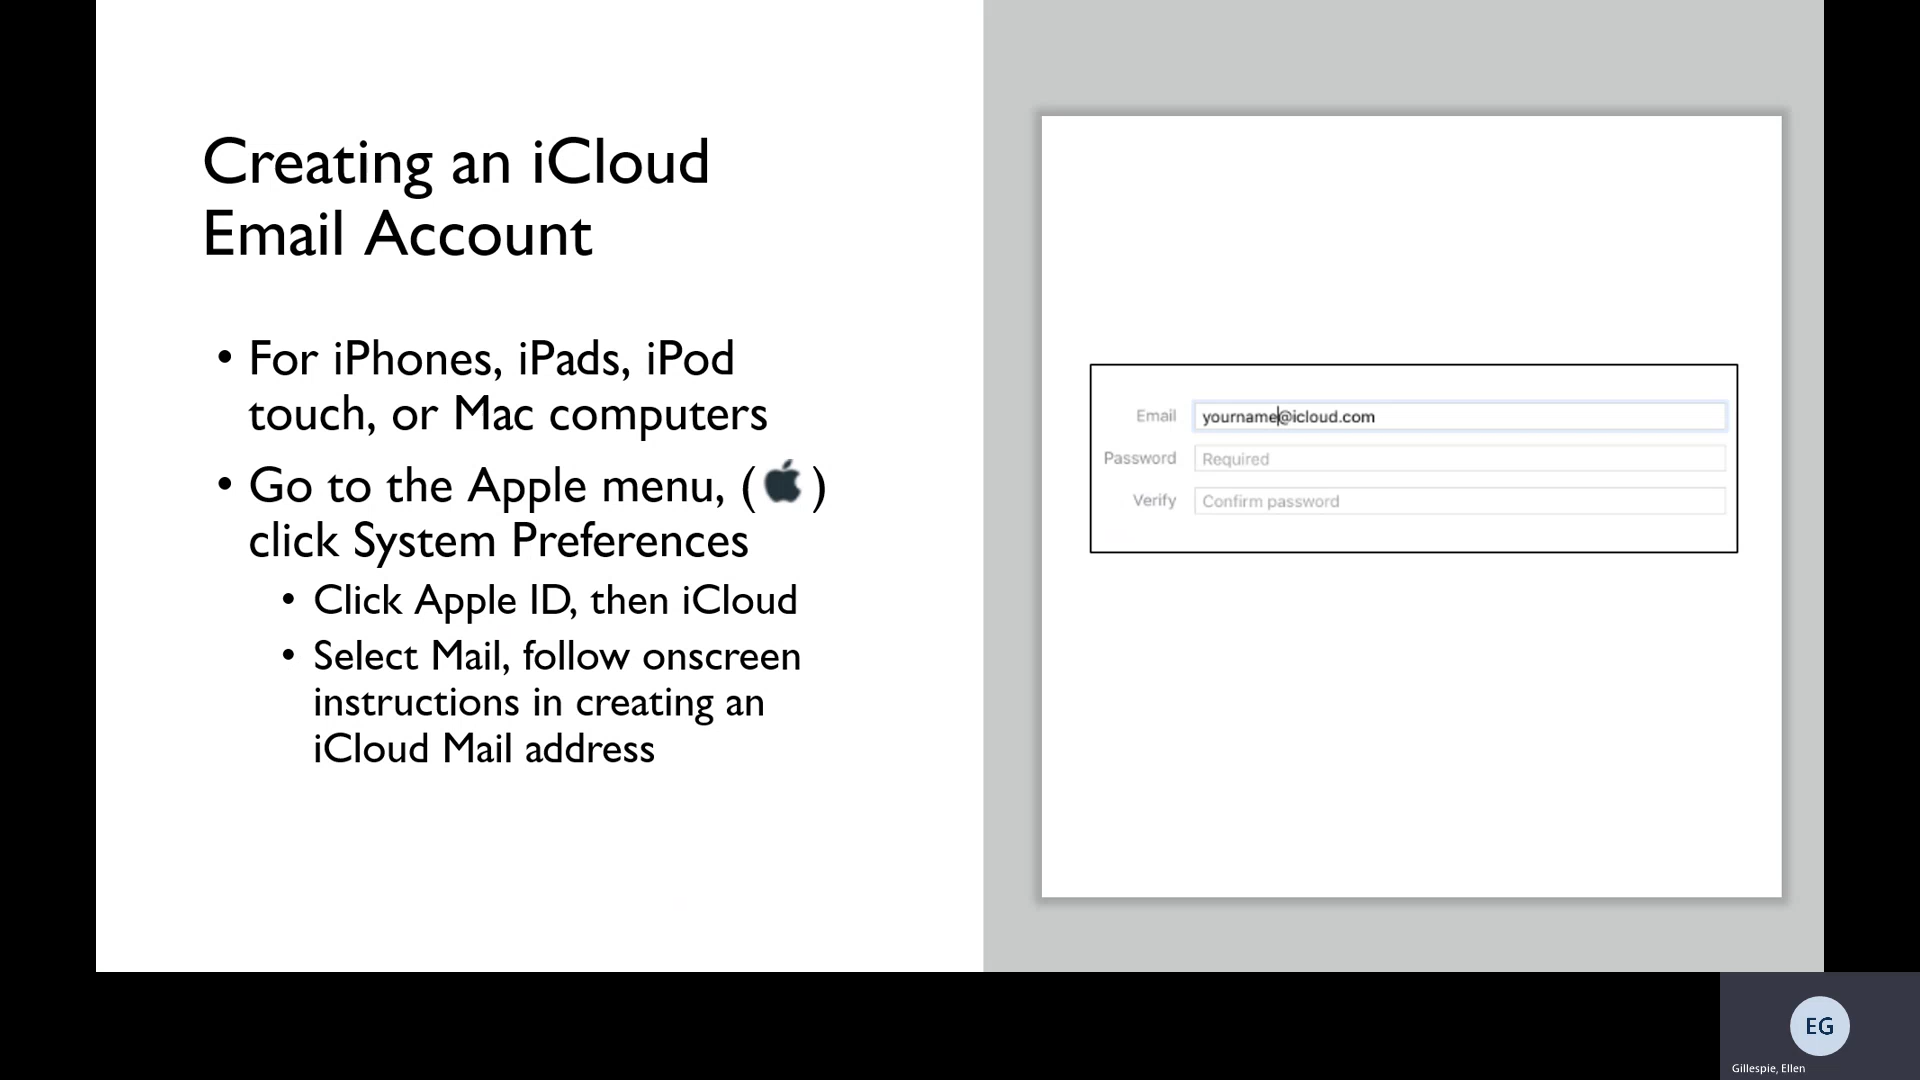 Creating an iCloud
Email Account
• For iPhones, iPads, iPod
touch, or Mac computers
• Go to the Apple menu, ( )
click System Preferences
• Click Apple ID, then iCloud
• Select Mail, follow onscreen
instructions in creating an
iCloud Mail address
Email yourname@icloud.com
Password Required
Verify Confirm password
EG
Gillespie, Ellen